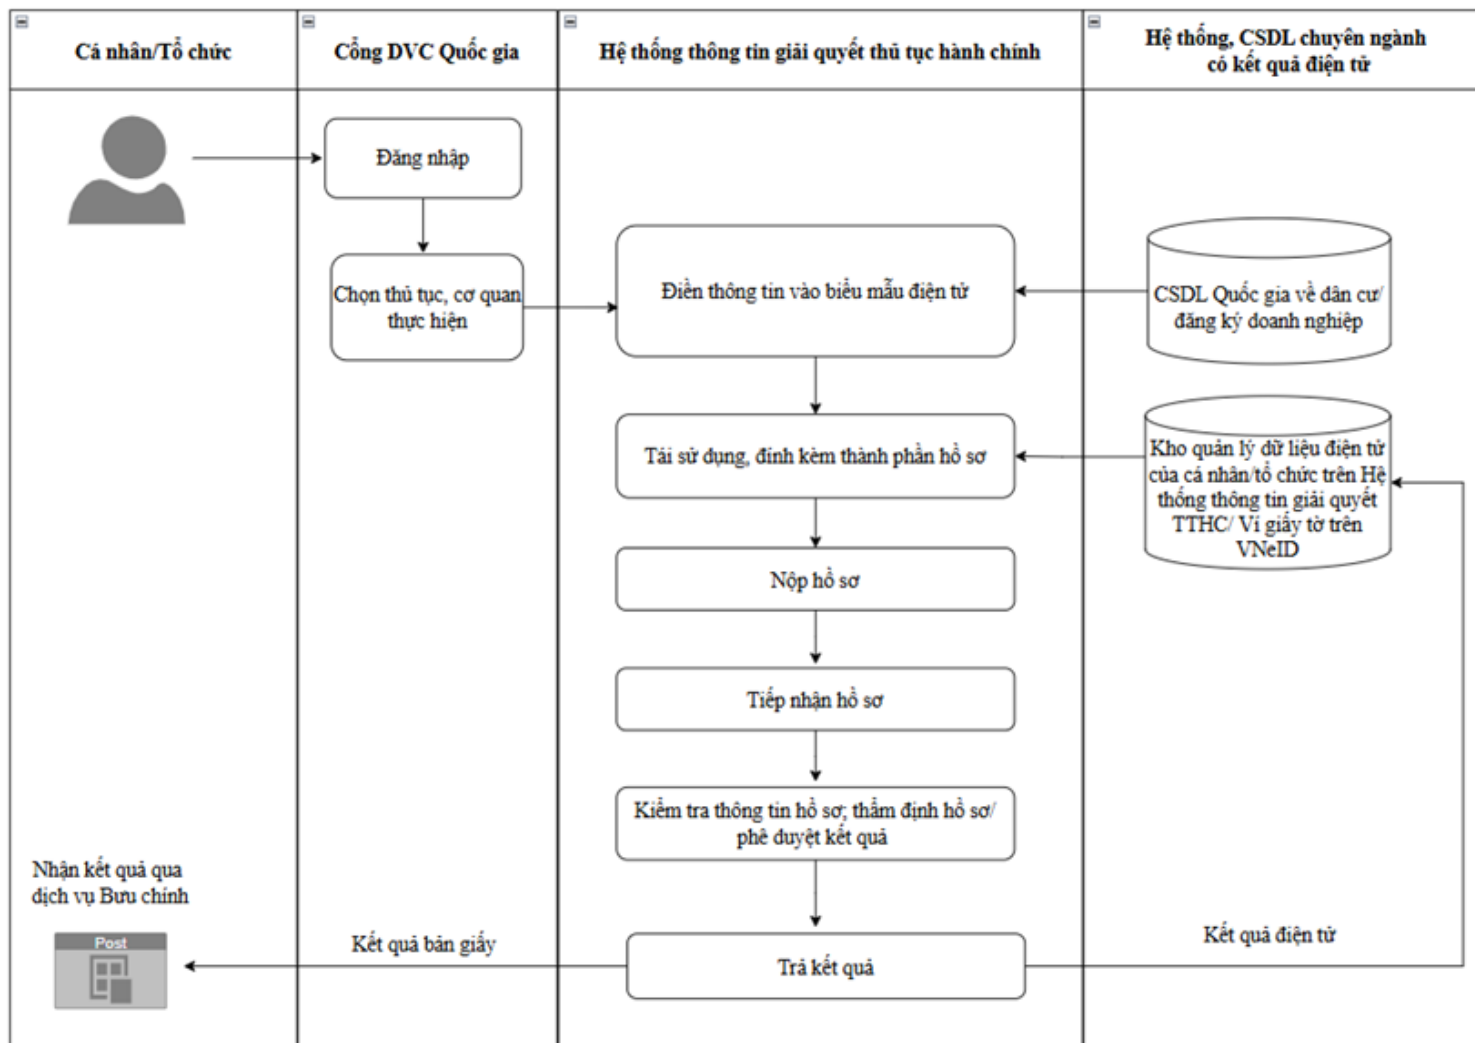 Cá nhân/Tổ chức
Cổng DVC Quốc gia
Hệ thống thông tin giải quyết thủ tục hành chính
Hệ thống, CSDL chuyên ngành
có kết quả điện tử
Đăng nhập
Chọn thủ tục, cơ quan
thực hiện
Điền thông tin vào biểu mẫu điện tử
CSDL Quốc gia về dân cư/
đăng ký doanh nghiệp
Tái sử dụng, đính kèm thành phần hồ sơ
Kho quản lý dữ liệu điện tử
của cá nhân/tổ chức trên Hệ
thống thông tin giải quyết
TTHC/ Ví giấy tờ trên
VNeID
Nộp hồ sơ
Tiếp nhận hồ sơ
Kiểm tra thông tin hồ sơ; thẩm định hồ sơ/
phê duyệt kết quả
Nhận kết quả qua
dịch vụ Bưu chính
Post
Kết quả bản giấy
Trả kết quả
Kết quả điện tử